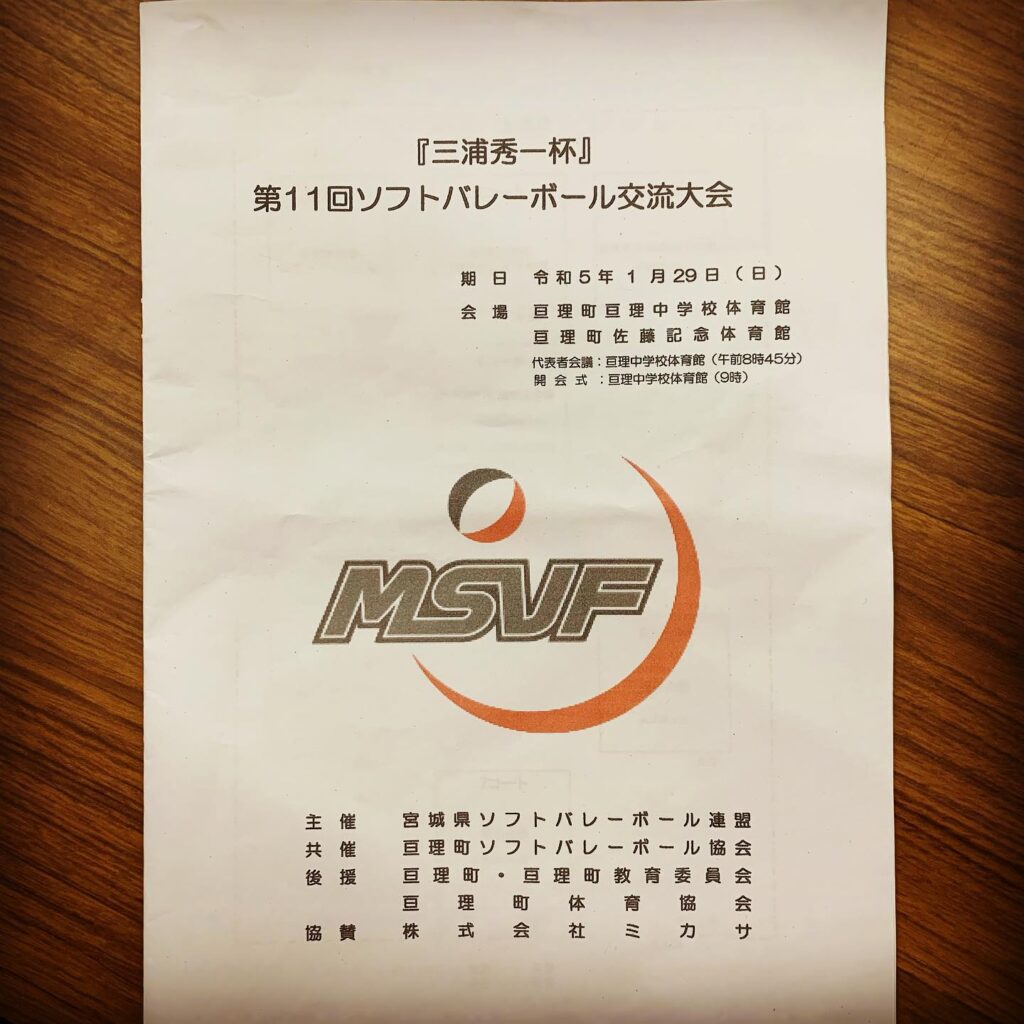 『三浦秀一杯』
第11回ソフトバレーボール交流大会
期日 令和5年1月29日(日)
会場 亘理町亘理中学校体育館
亘理町佐藤記念体育館
代表者会議:亘理中学校体育館(午前8時45分)
開会式:亘理中学校体育館(9時)
MSVF
主催 宮城県ソフトバレーボール連盟
共催 亘理町ソフトバレーボール協会
後援 亘理町・亘理町教育委員会
亘理町体育協会
協賛 株式会社ミカサ